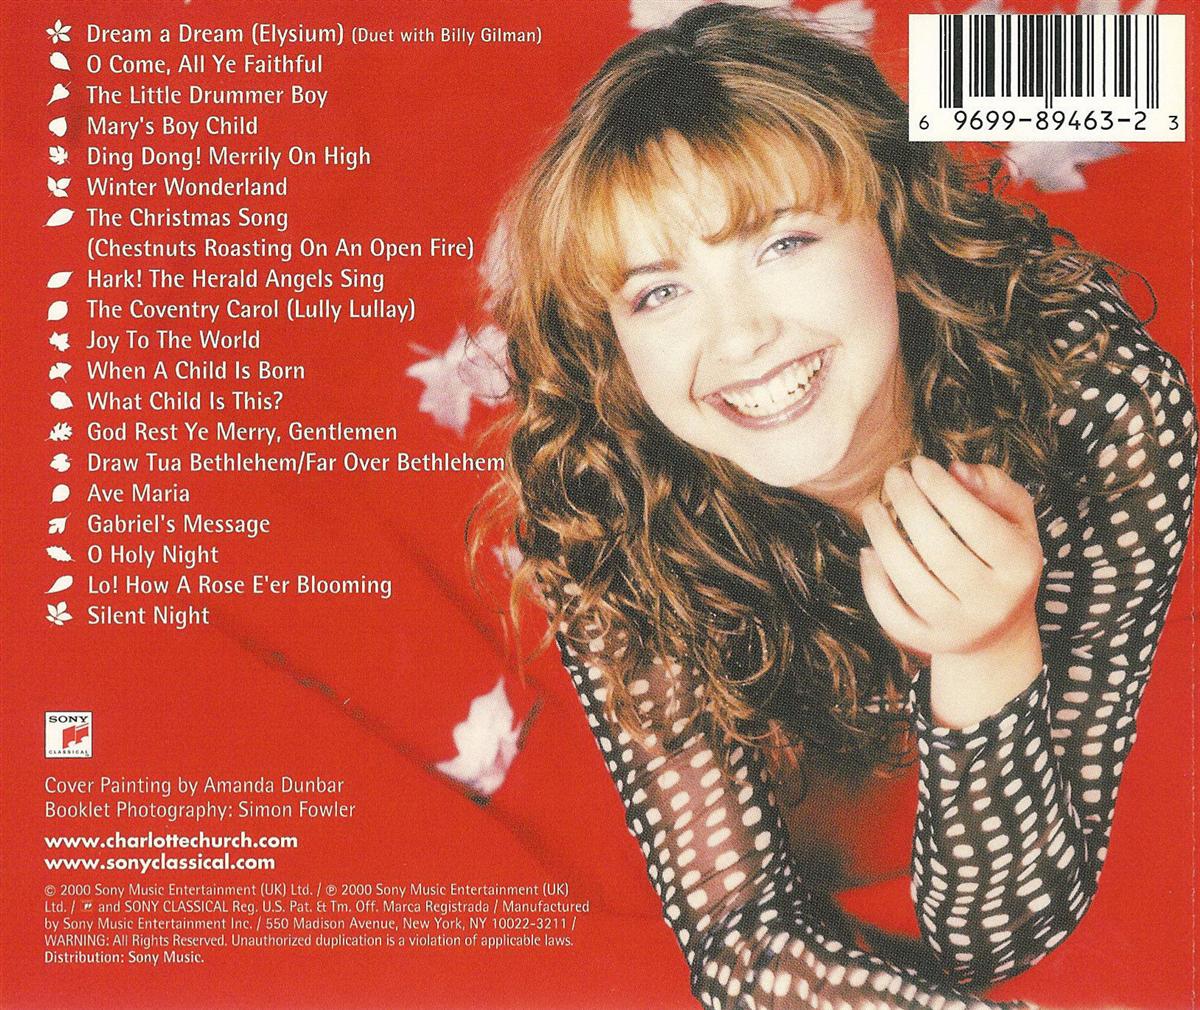 Dream a Dream (Elysium) (Duet with Billy Gilman)
O Come, All Ye Faithful
The Little Drummer Boy
Mary's Boy Child
Ding Dong! Merrily On High
Winter Wonderland
The Christmas Song
(Chestnuts Roasting On An Open Fire)
Hark! The Herald Angels Sing
The Coventry Carol (Lully Lullay)
Joy To The World
When A Child Is Born
What Child Is This?
God Rest Ye Merry, Gentlemen
Draw Tua Bethlehem/Far Over Bethlehem
Ave Maria
Gabriel's Message
O Holy Night
Lo! How A Rose E'er Blooming
Silent Night
6 9699-89463-2 3
SONY
CLASSICAL
Cover Painting by Amanda Dunbar
Booklet Photography: Simon Fowler
www.charlottechurch.com
www.sonyclassical.com
© 2000 Sony Music Entertainment (UK) Ltd. / ℗ 2000 Sony Music Entertainment (UK)
Ltd. / and SONY CLASSICAL Reg. U.S. Pat. & Tm. Off. Marca Registrada / Manufactured
by Sony Music Entertainment Inc. / 550 Madison Avenue, New York, NY 10022-3211 /
WARNING: All Rights Reserved. Unauthorized duplication is a violation of applicable laws.
Distribution: Sony Music.